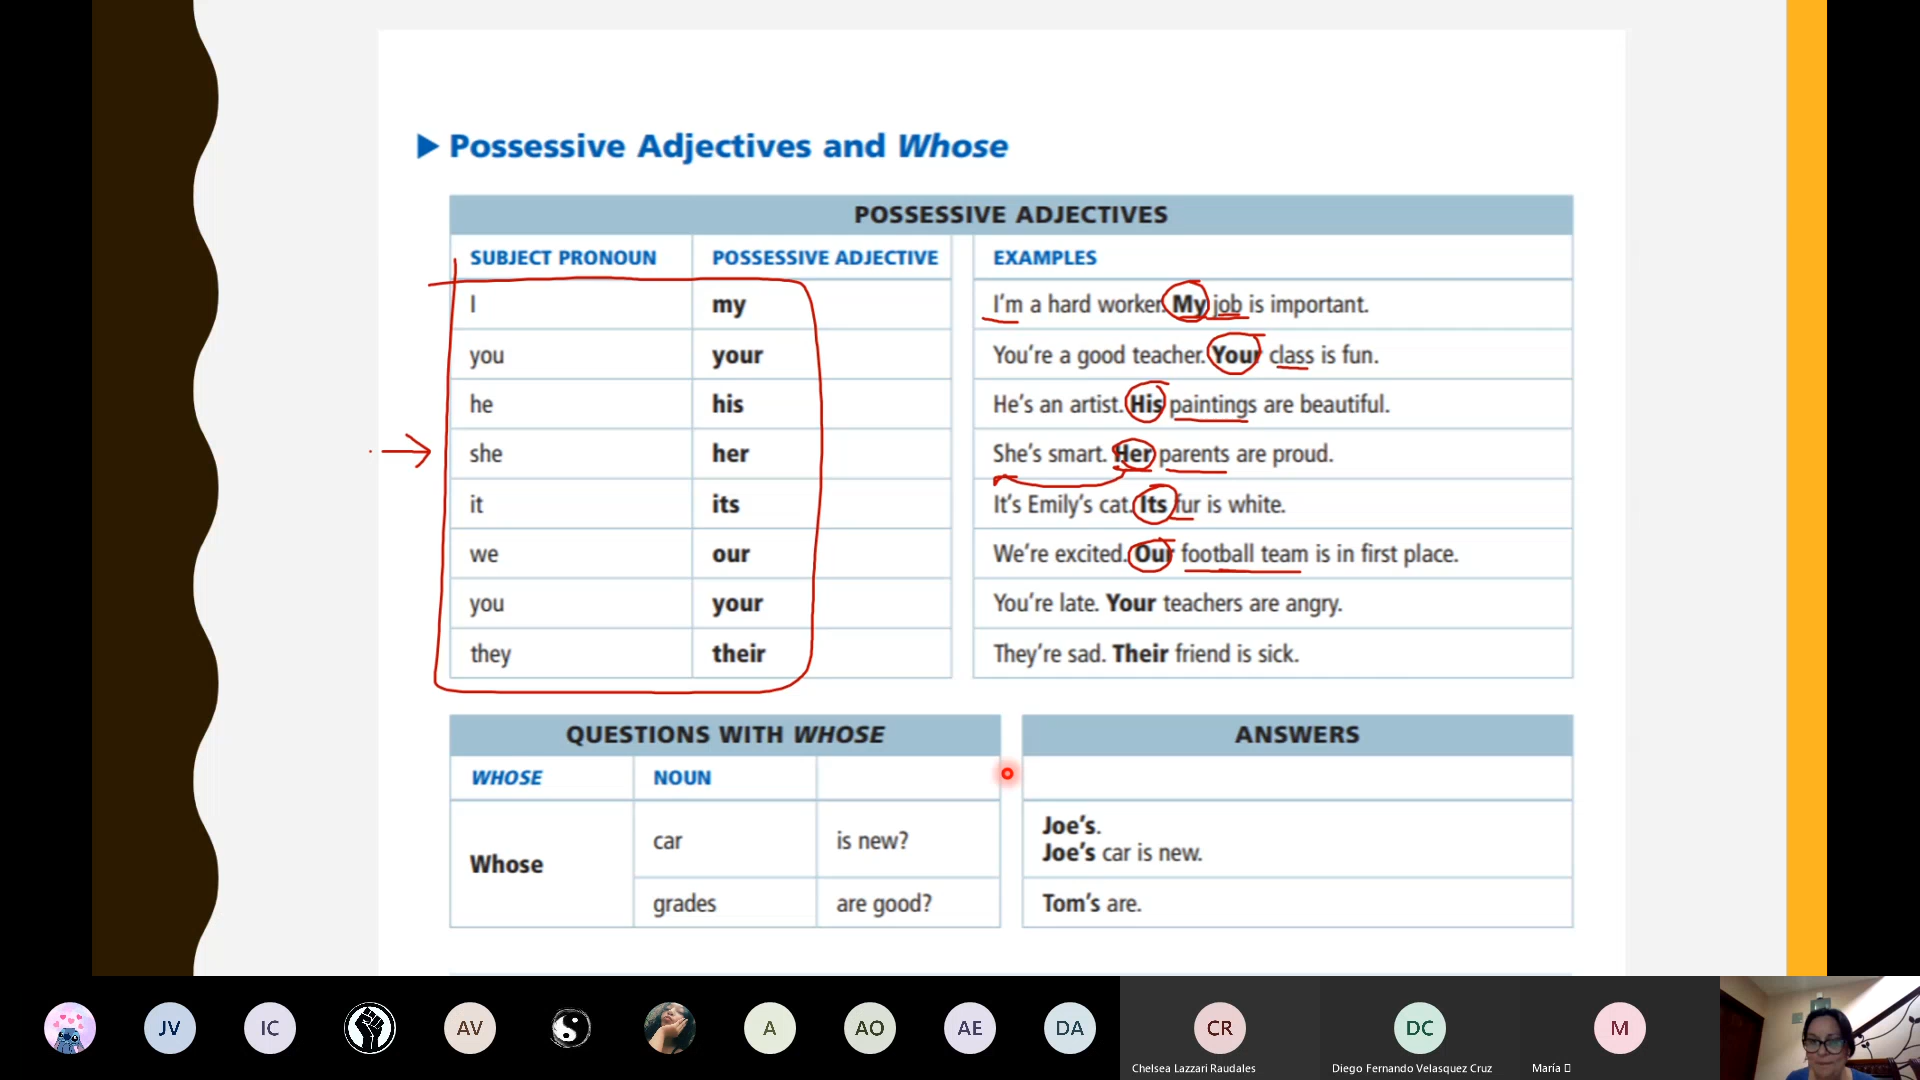 Possessive Adjectives and Whose
POSSESSIVE ADJECTIVES
SUBJECT PRONOUN POSSESSIVE ADJECTIVE EXAMPLES
I my I'm a hard worker. My job is important.
you your You're a good teacher. Your class is fun.
he his He's an artist. His paintings are beautiful.
she her She's smart. Her parents are proud.
it its It's Emily's cat. Its fur is white.
we our We're excited. Our football team is in first place.
you your You're late. Your teachers are angry.
they their They're sad. Their friend is sick.
QUESTIONS WITH WHOSE ANSWERS
WHOSE NOUN
Whose car is new? Joe's.
Joe's car is new.
grades are good? Tom's are.
JV IC AV A AO AE DA CR DC M
Chelsea Lazzari Raudales Diego Fernando Velasquez Cruz María